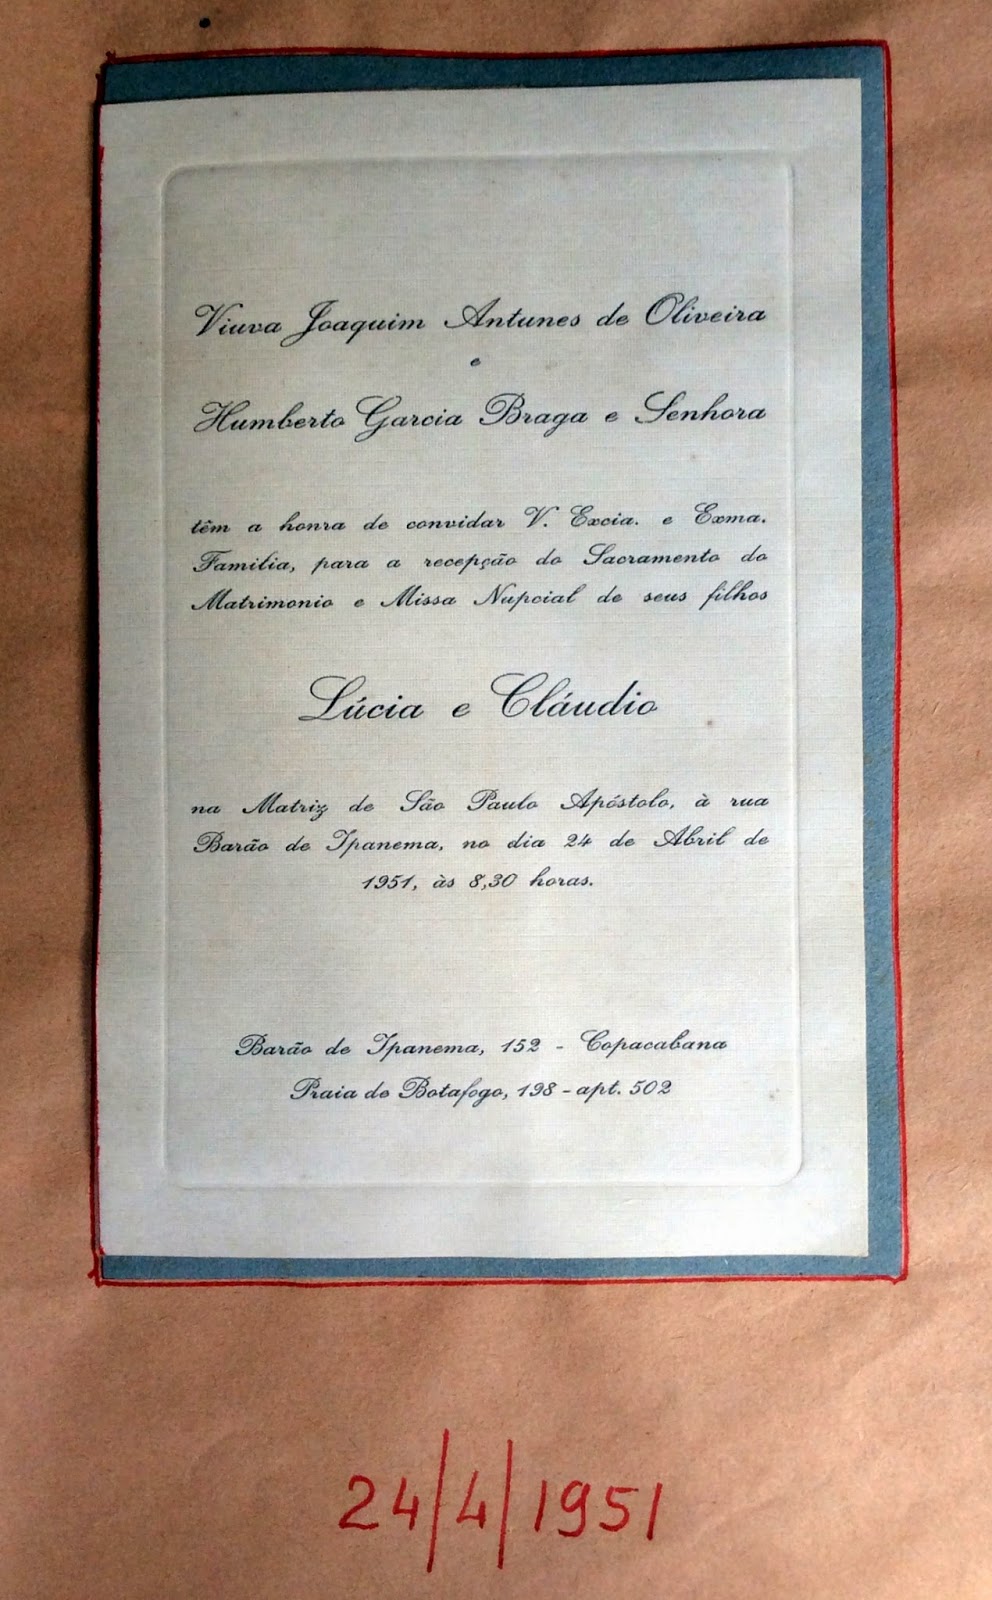 Viuva Joaquim Antunes de Oliveira
e
Humberto Garcia Braga e Senhora
têm a honra de convidar V. Excia. e Exma.
Familia, para a recepção do Sacramento do
Matrimonio e Missa Nupcial de seus filhos
Lúcia e Cláudio
na Matriz de São Paulo Apóstolo, à rua
Barão de Ipanema, no dia 24 de Abril de
1951, às 8,30 horas.
Barão de Ipanema, 152 - Copacabana
Praia de Botafogo, 198 - apt. 502
24/4/1951